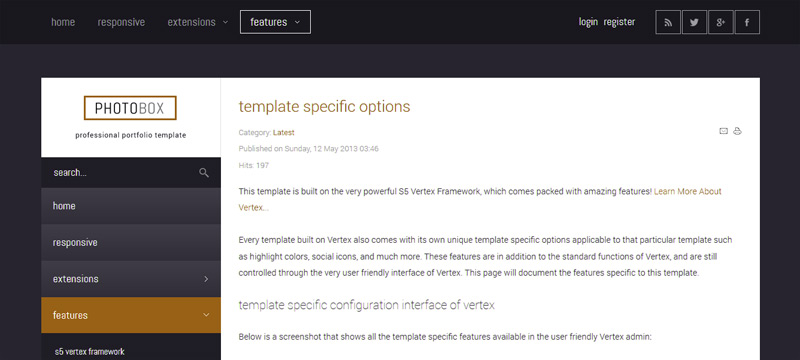 home responsive extensions features login register
PHOTOBOX
professional portfolio template
search...
home
responsive
extensions
features
s5 vertex framework
template specific options
Category: Latest
Published on Sunday, 12 May 2013 03:46
Hits: 197
This template is built on the very powerful S5 Vertex Framework, which comes packed with amazing features! Learn More About
Vertex...
Every template built on Vertex also comes with its own unique template specific options applicable to that particular template such
as highlight colors, social icons, and much more. These features are in addition to the standard functions of Vertex, and are still
controlled through the very user friendly interface of Vertex. This page will document the features specific to this template.
template specific configuration interface of vertex
Below is a screenshot that shows all the template specific features available in the user friendly Vertex admin: